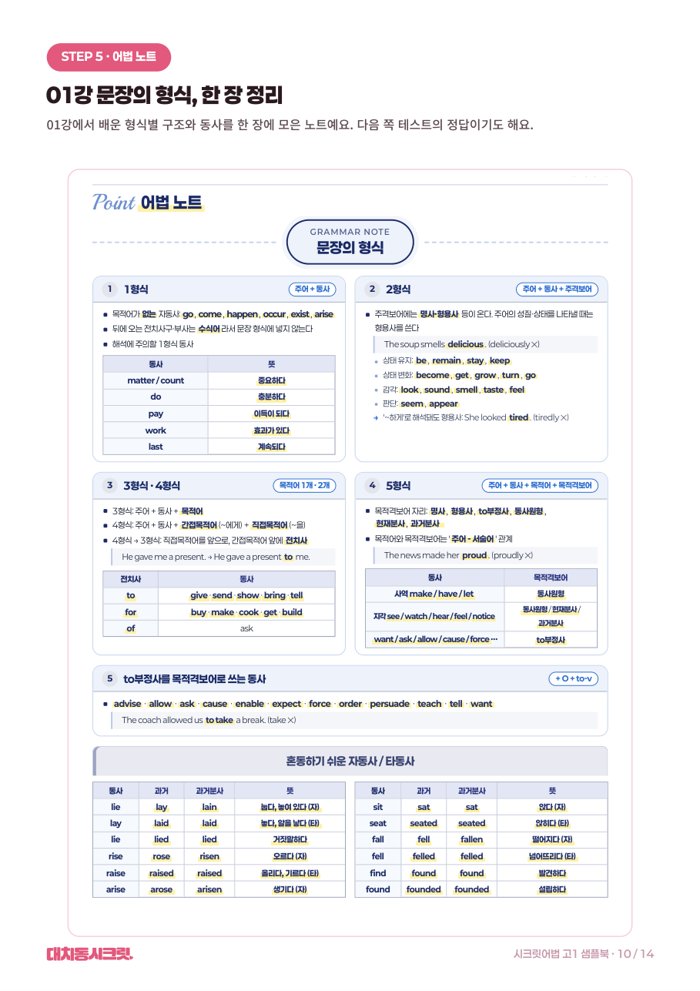 STEP 5 · 어법 노트
01강 문장의 형식, 한 장 정리
01강에서 배운 형식별 구조와 동사를 한 장에 모은 노트예요. 다음 쪽 테스트의 정답이기도 해요.
Point 어법 노트
GRAMMAR NOTE
문장의 형식
1 1형식 주어 + 동사
목적어가 없는 자동사: go, come, happen, occur, exist, arise
뒤에 오는 전치사구·부사는 수식어라서 문장 형식에 넣지 않는다
해석에 주의할 1형식 동사
동사 뜻
matter / count 중요하다
do 충분하다
pay 이득이 되다
work 효과가 있다
last 계속되다
2 2형식 주어 + 동사 + 주격보어
주격보어에는 명사·형용사 등이 온다. 주어의 성질·상태를 나타낼 때는
형용사를 쓴다
The soup smells delicious. (deliciously ×)
상태 유지: be, remain, stay, keep
상태 변화: become, get, grow, turn, go
감각: look, sound, smell, taste, feel
판단: seem, appear
→ '~하게'로 해석돼도 형용사: She looked tired. (tiredly ×)
3 3형식 · 4형식 목적어 1개 · 2개
3형식: 주어 + 동사 + 목적어
4형식: 주어 + 동사 + 간접목적어(~에게) + 직접목적어(~을)
4형식 → 3형식: 직접목적어를 앞으로, 간접목적어 앞에 전치사
He gave me a present. → He gave a present to me.
전치사 동사
to give · send · show · bring · tell
for buy · make · cook · get · build
of ask
4 5형식 주어 + 동사 + 목적어 + 목적격보어
목적격보어 자리: 명사, 형용사, to부정사, 동사원형,
현재분사, 과거분사
목적어와 목적격보어는 '주어 - 서술어' 관계
The news made her proud. (proudly ×)
동사 목적격보어
사역 make / have / let 동사원형
지각 see / watch / hear / feel / notice 동사원형 / 현재분사 /
과거분사
want / ask / allow / cause / force ··· to부정사
5 to부정사를 목적격보어로 쓰는 동사 + O + to-v
advise · allow · ask · cause · enable · expect · force · order · persuade · teach · tell · want
The coach allowed us to take a break. (take ×)
혼동하기 쉬운 자동사 / 타동사
동사 과거 과거분사 뜻
lie lay lain 눕다, 놓여 있다 (자)
lay laid laid 놓다, 알을 낳다 (타)
lie lied lied 거짓말하다
rise rose risen 오르다 (자)
raise raised raised 올리다, 기르다 (타)
arise arose arisen 생기다 (자)
동사 과거 과거분사 뜻
sit sat sat 앉다 (자)
seat seated seated 앉히다 (타)
fall fell fallen 떨어지다 (자)
fell felled felled 넘어뜨리다 (타)
find found found 발견하다
found founded founded 설립하다
대치동시크릿.
시크릿어법 고1 샘플북 · 10 / 14